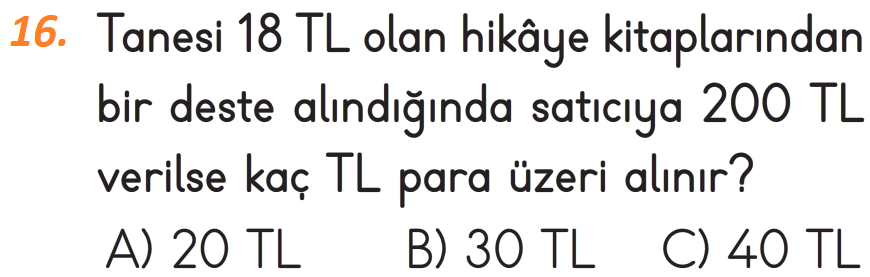 16. Tanesi 18 TL olan hikâye kitaplarından
bir deste alındığında satıcıya 200 TL
verilse kaç TL para üzeri alınır?
A) 20 TL B) 30 TL C) 40 TL